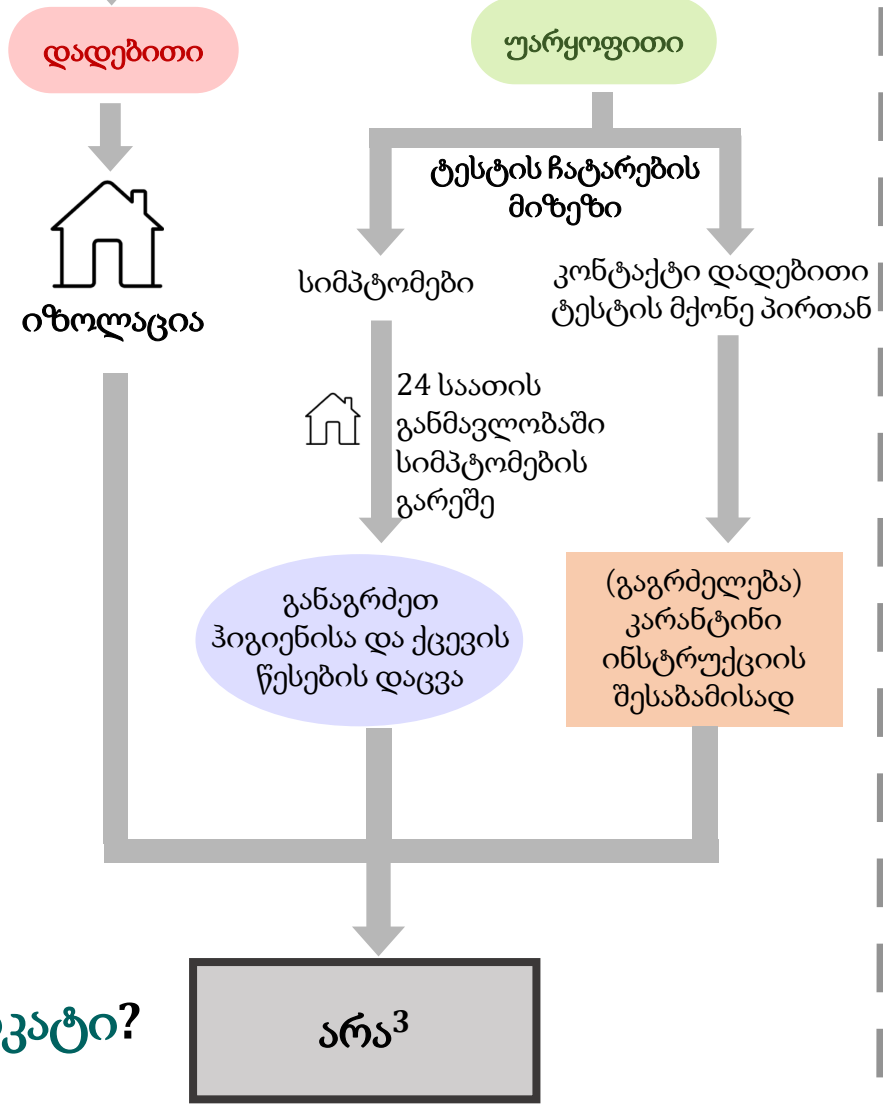 დადებითი
უარყოფითი
ტესტის ჩატარების
მიზეზი
სიმპტომები
კონტაქტი დადებითი
ტესტის მქონე პირთან
იზოლაცია
24 საათის
განმავლობაში
სიმპტომების
გარეშე
განაგრძეთ
ჰიგიენისა და ქცევის
წესების დაცვა
(გაგრძელება)
კარანტინი
ინსტრუქციის
შესაბამისად
კატი?
არა³